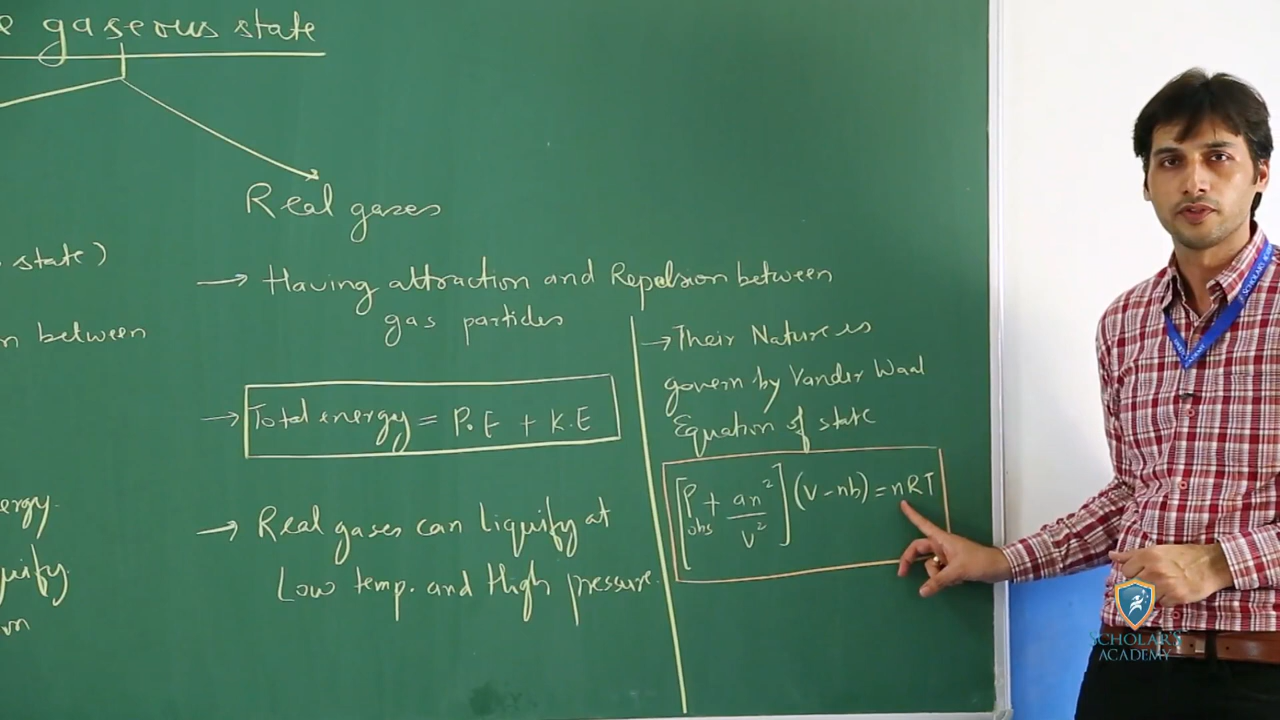 e gaseous state
Real gases
state)
→ Having attraction and Repulsion between
gas particles
n between
→ Their Nature is
govern by Vander Waal
Equation of state
→ Total energy = P.E + K.E
[P obs + an²/v²] (v-nb) = nRT
ergy.
→ Real gases can liquify at
quify
Low temp. and High pressure.
on
SCHOLAR'S
ACADEMY